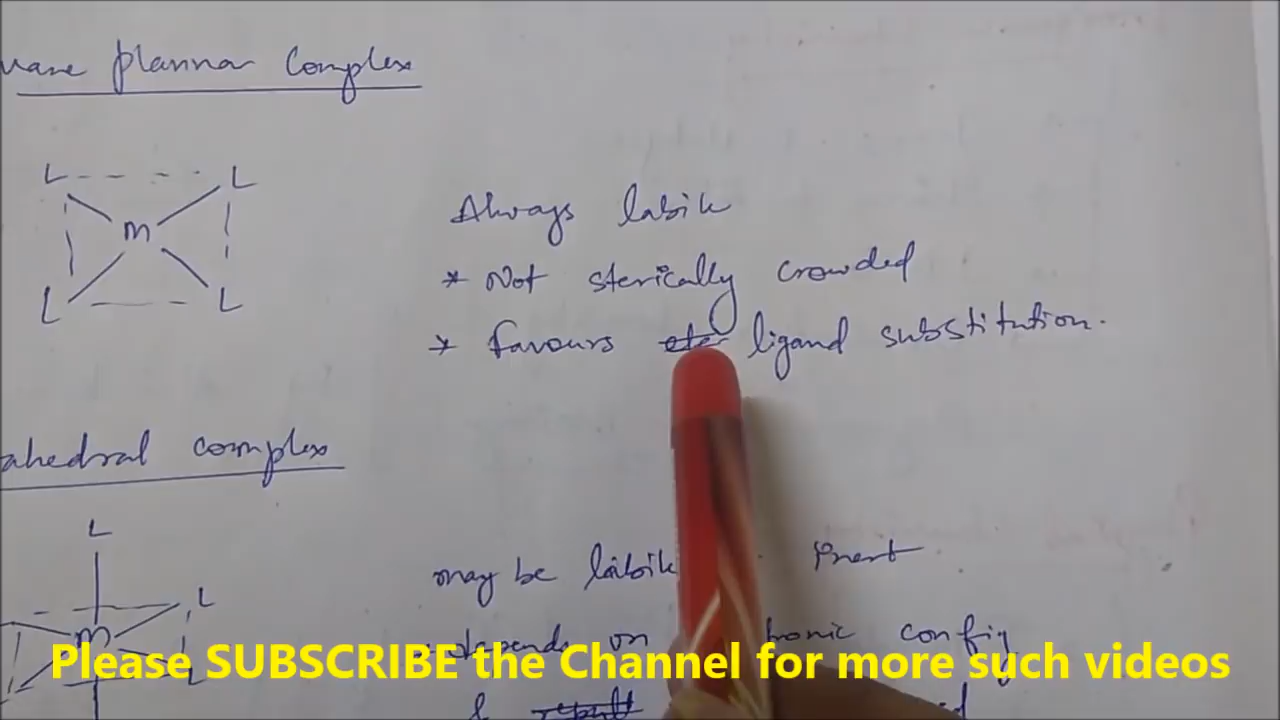 uare plannar Complex
L L
M
L L
Always labile
* Not sterically crowded
* favours ligand substitution.
ahedral complex
L
may be labile inert
L
M
depends on tronic config
Please SUBSCRIBE the Channel for more such videos
L
&